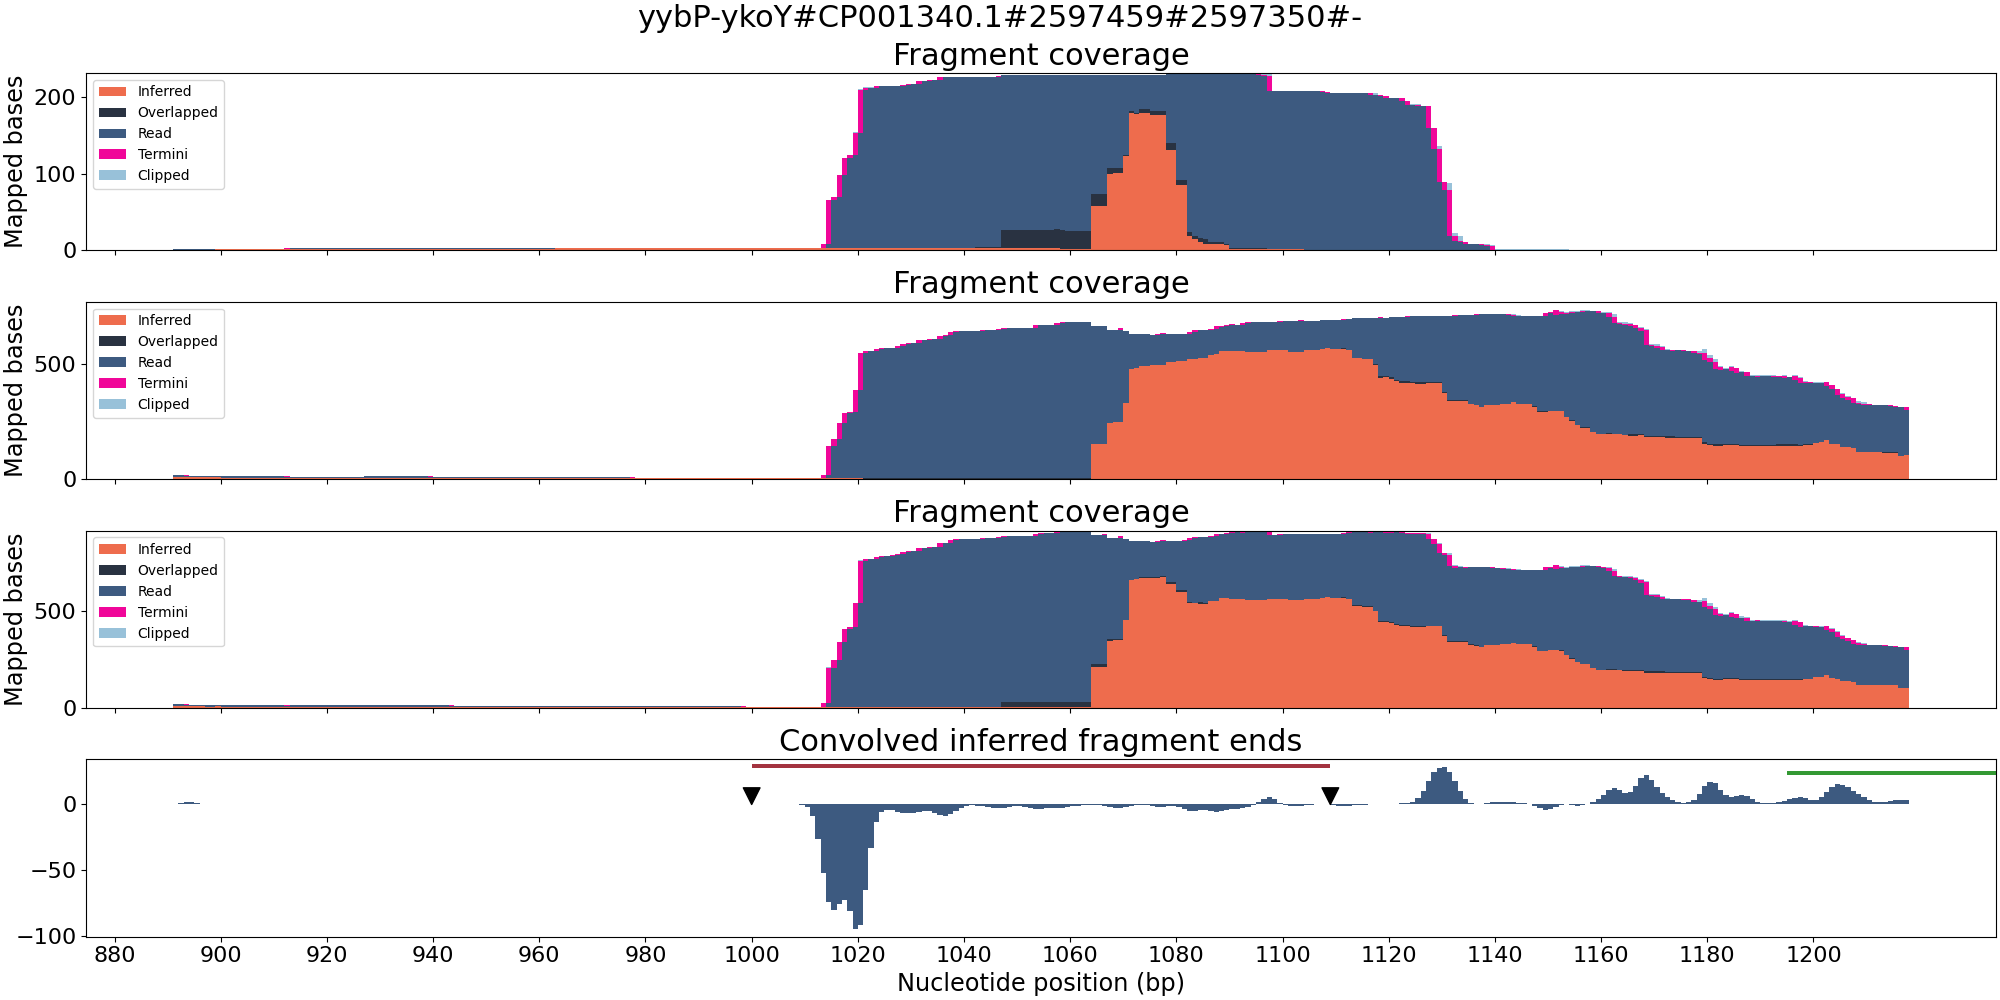 yybP-ykoY#CP001340.1#2597459#2597350#-
Fragment coverage
Mapped bases
200
100
0
Inferred
Overlapped
Read
Termini
Clipped
Fragment coverage
Mapped bases
500
0
Inferred
Overlapped
Read
Termini
Clipped
Fragment coverage
Mapped bases
500
0
Inferred
Overlapped
Read
Termini
Clipped
Convolved inferred fragment ends
0
−50
−100
880 900 920 940 960 980 1000 1020 1040 1060 1080 1100 1120 1140 1160 1180 1200
Nucleotide position (bp)